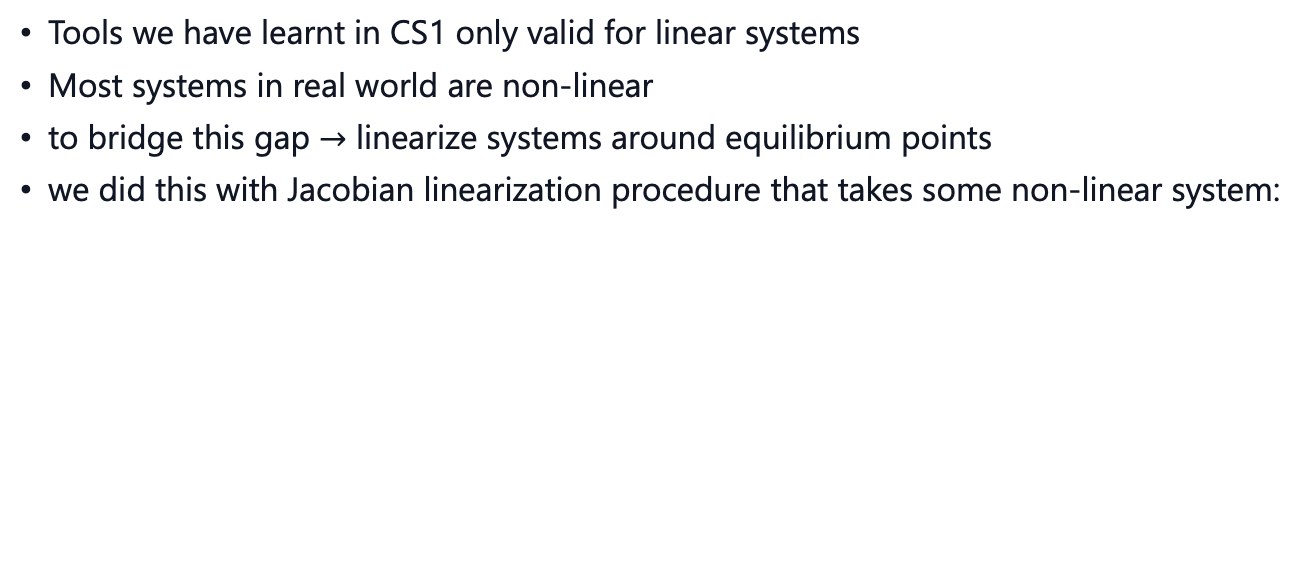 • Tools we have learnt in CS1 only valid for linear systems
• Most systems in real world are non-linear
• to bridge this gap → linearize systems around equilibrium points
• we did this with Jacobian linearization procedure that takes some non-linear system: